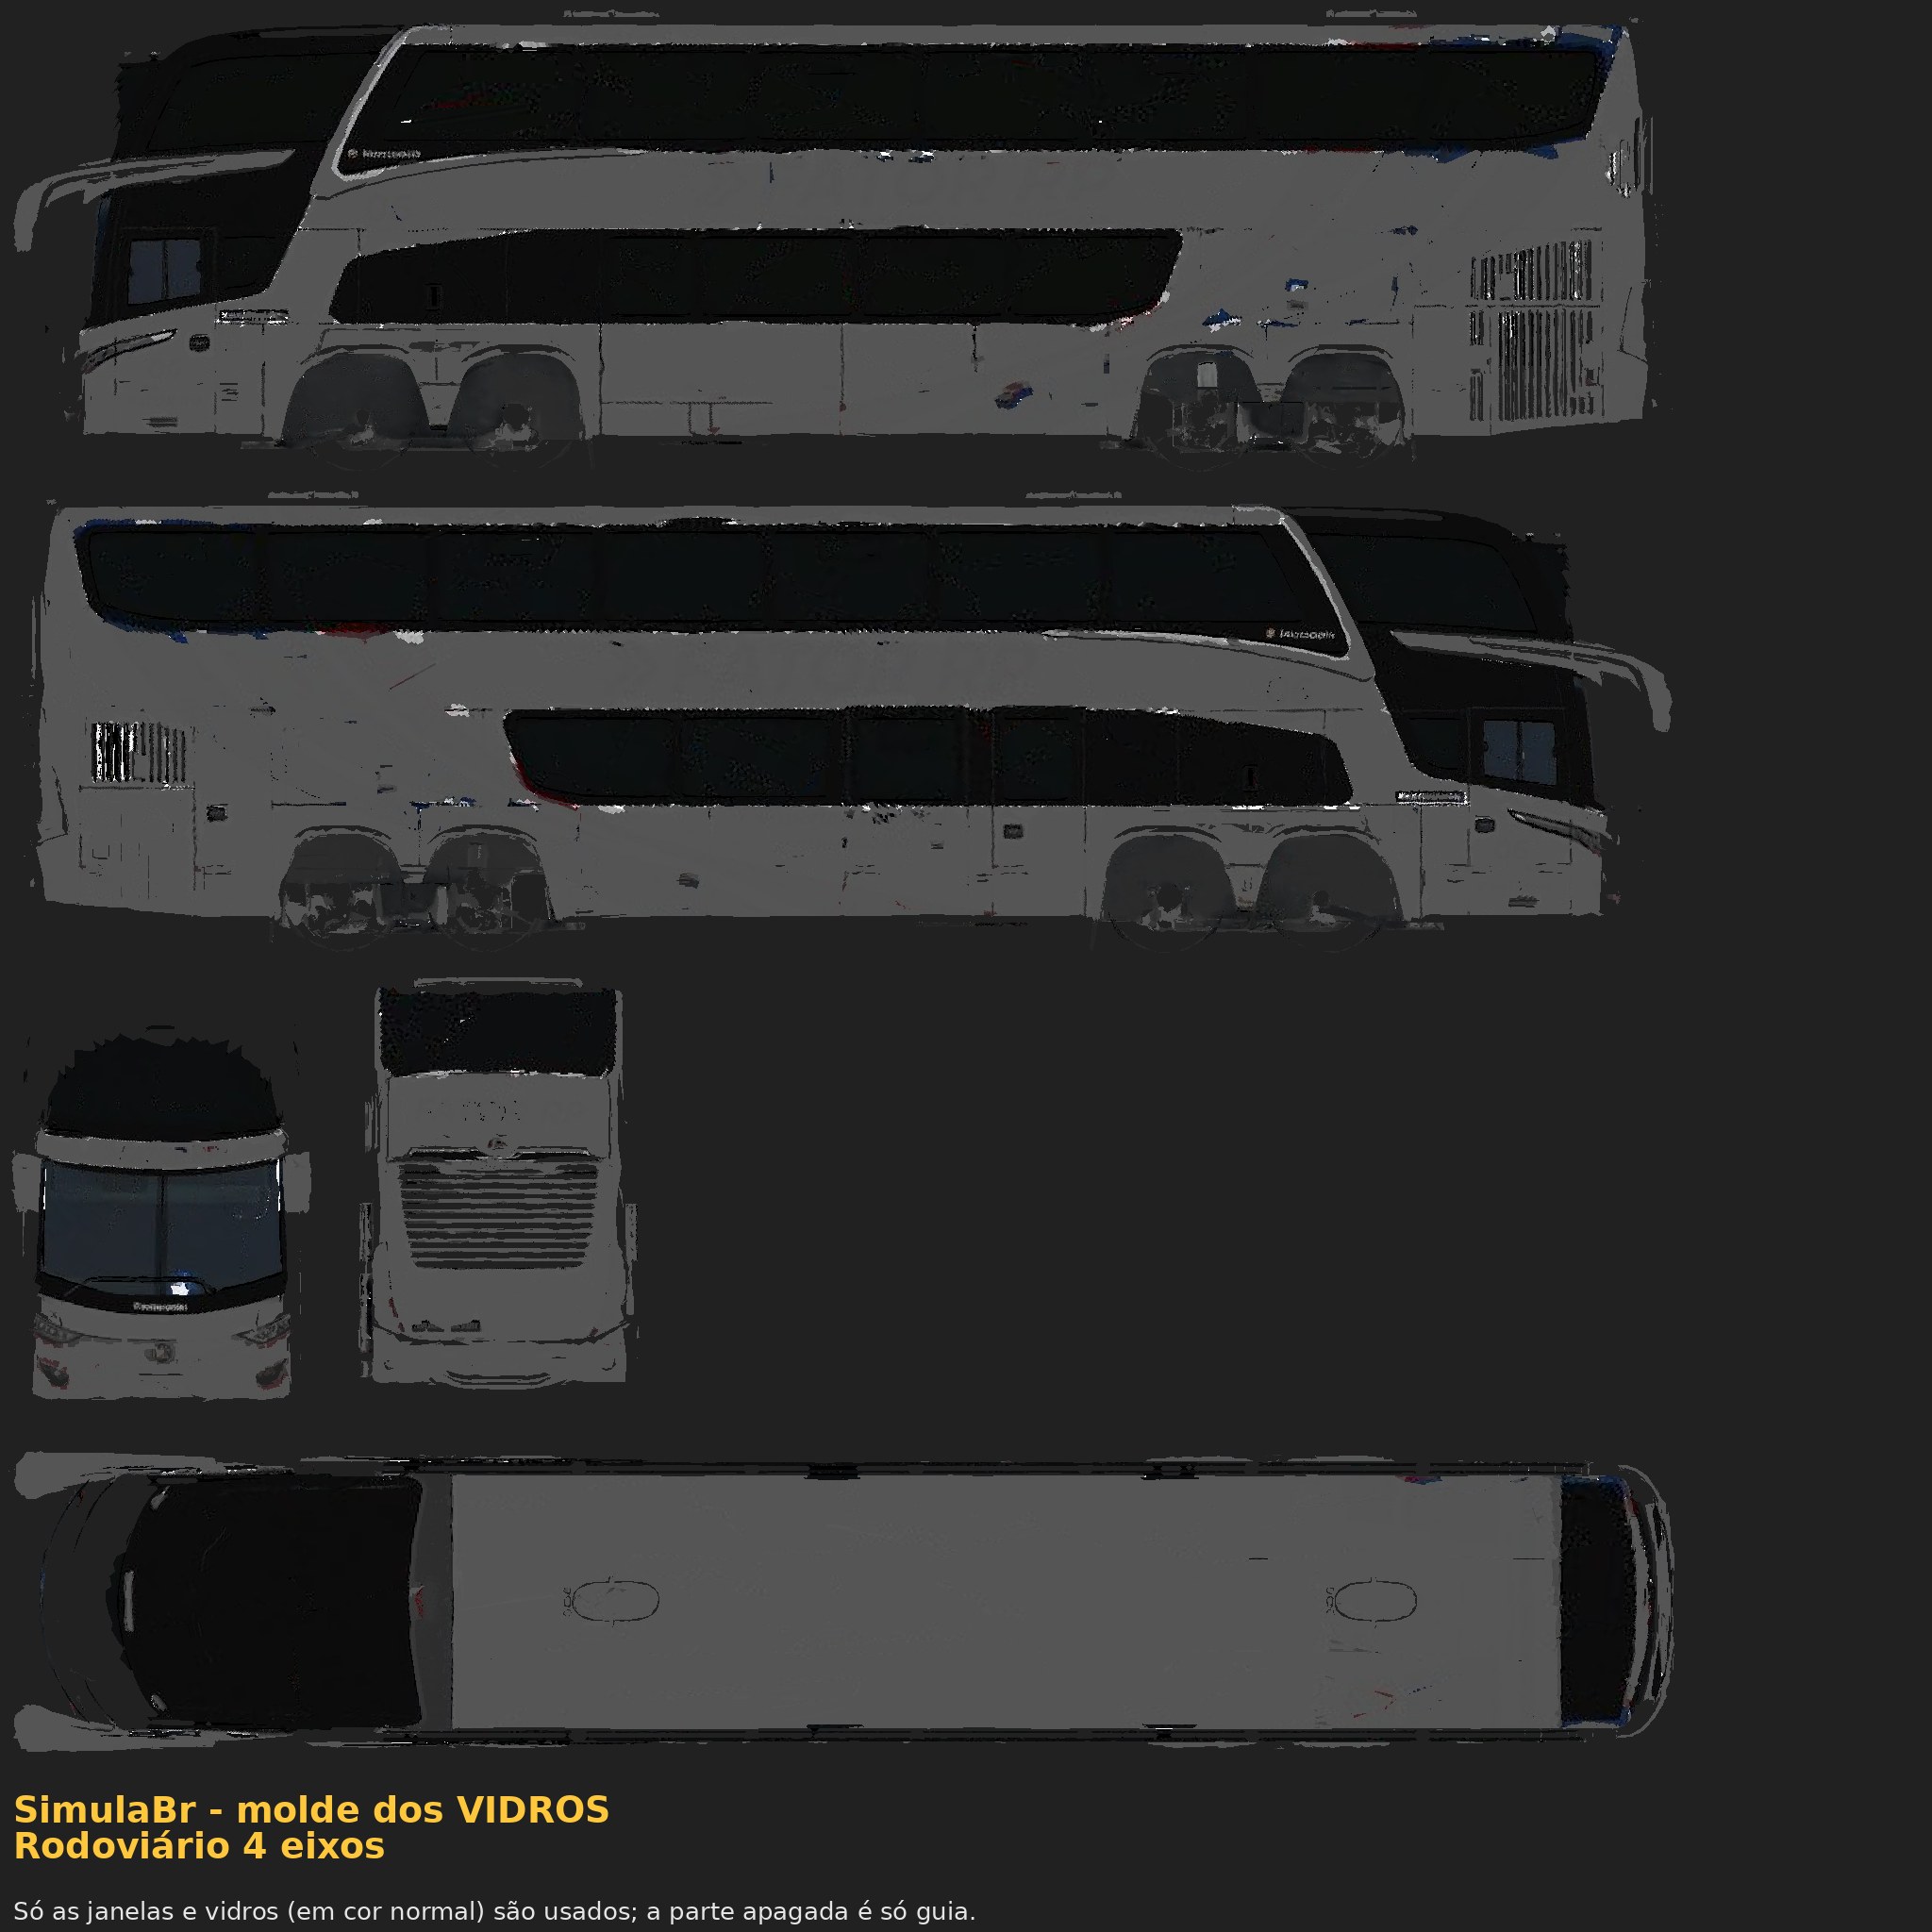 SimulaBr - molde dos VIDROS
Rodoviário 4 eixos
Só as janelas e vidros (em cor normal) são usados; a parte apagada é só guia.